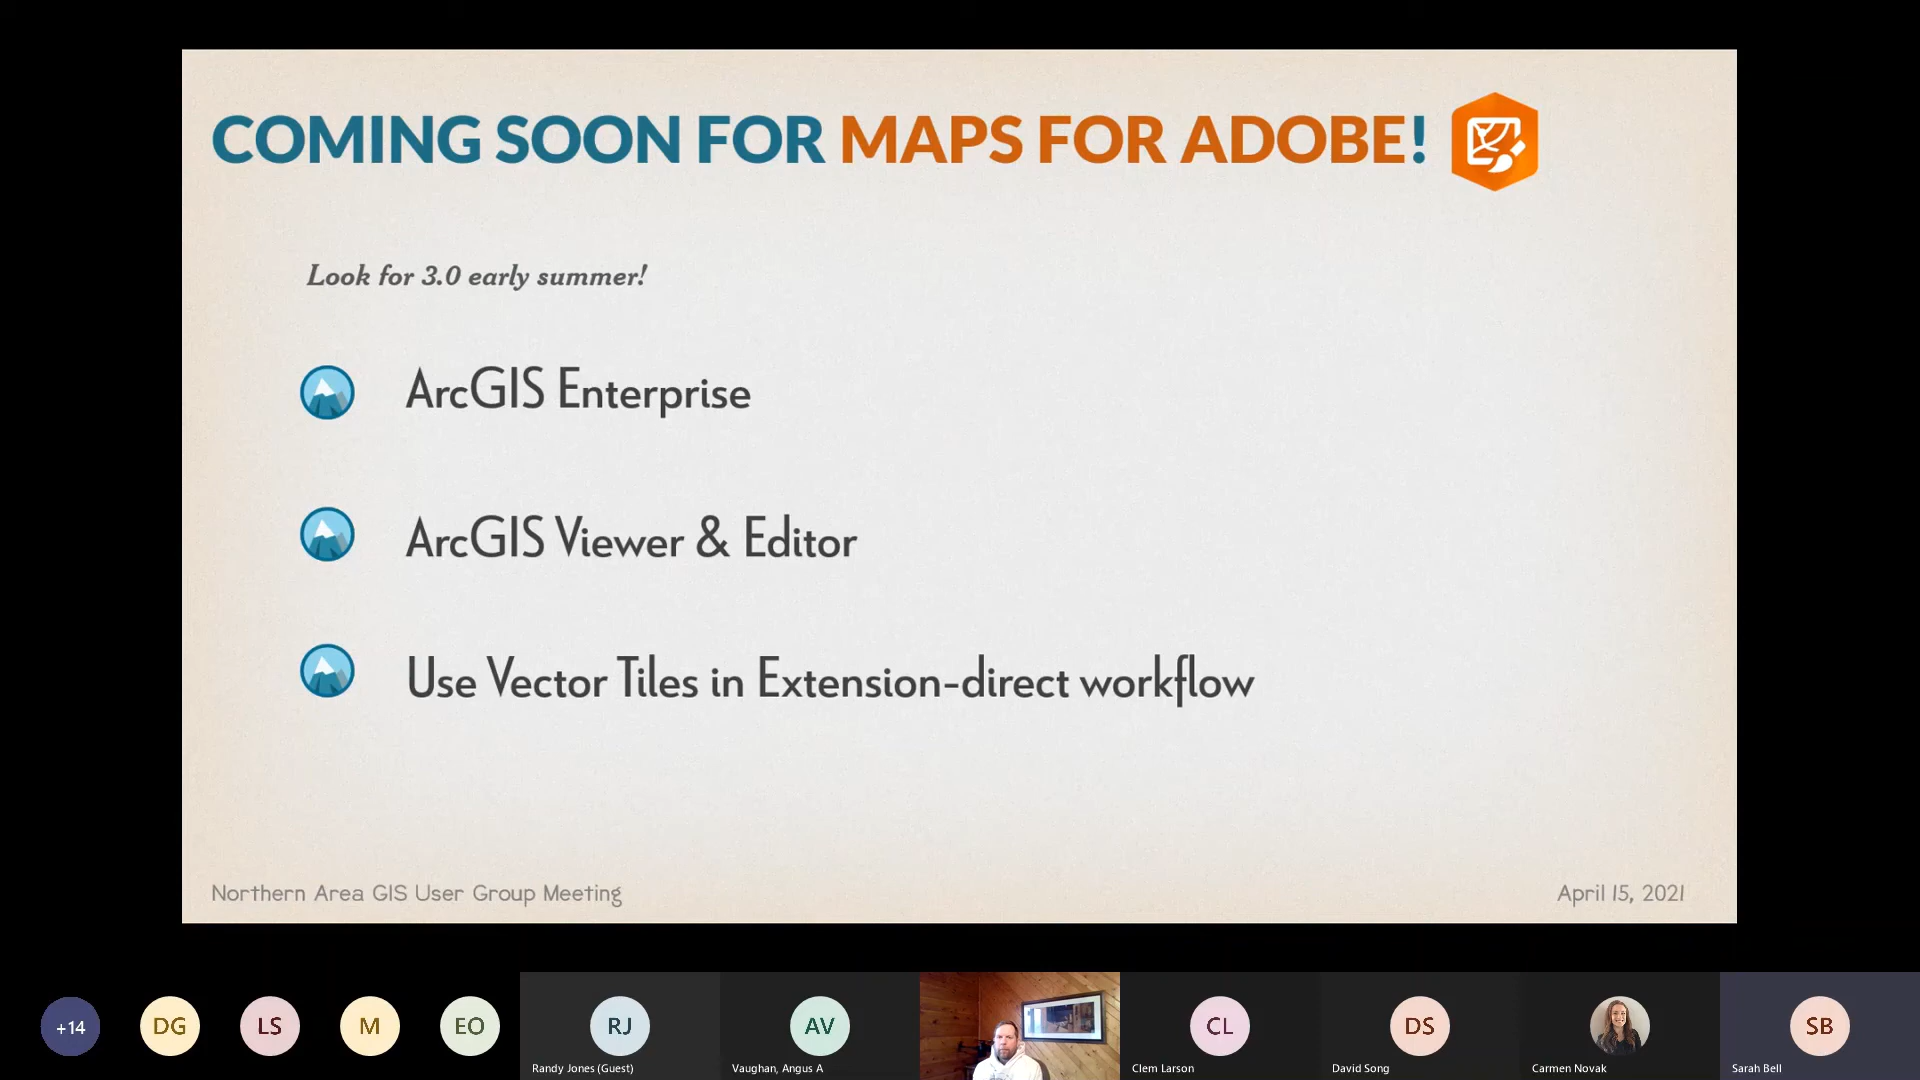 COMING SOON FOR MAPS FOR ADOBE!
Look for 3.0 early summer!
ArcGIS Enterprise
ArcGIS Viewer & Editor
Use Vector Tiles in Extension-direct workflow
Northern Area GIS User Group Meeting
April 15, 2021
+14
DG
LS
M
EO
RJ
AV
CL
DS
SB
Randy Jones (Guest)
Vaughan, Angus A
Clem Larson
David Song
Carmen Novak
Sarah Bell